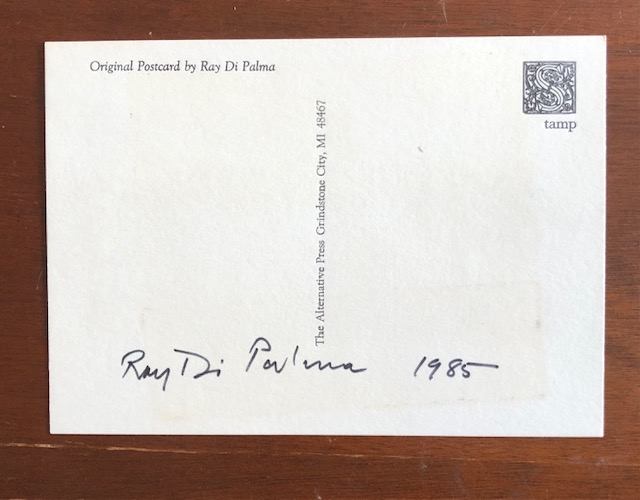 Original Postcard by Ray Di Palma
S
tamp
The Alternative Press Grindstone City, MI 48467
Ray Di Palma 1985